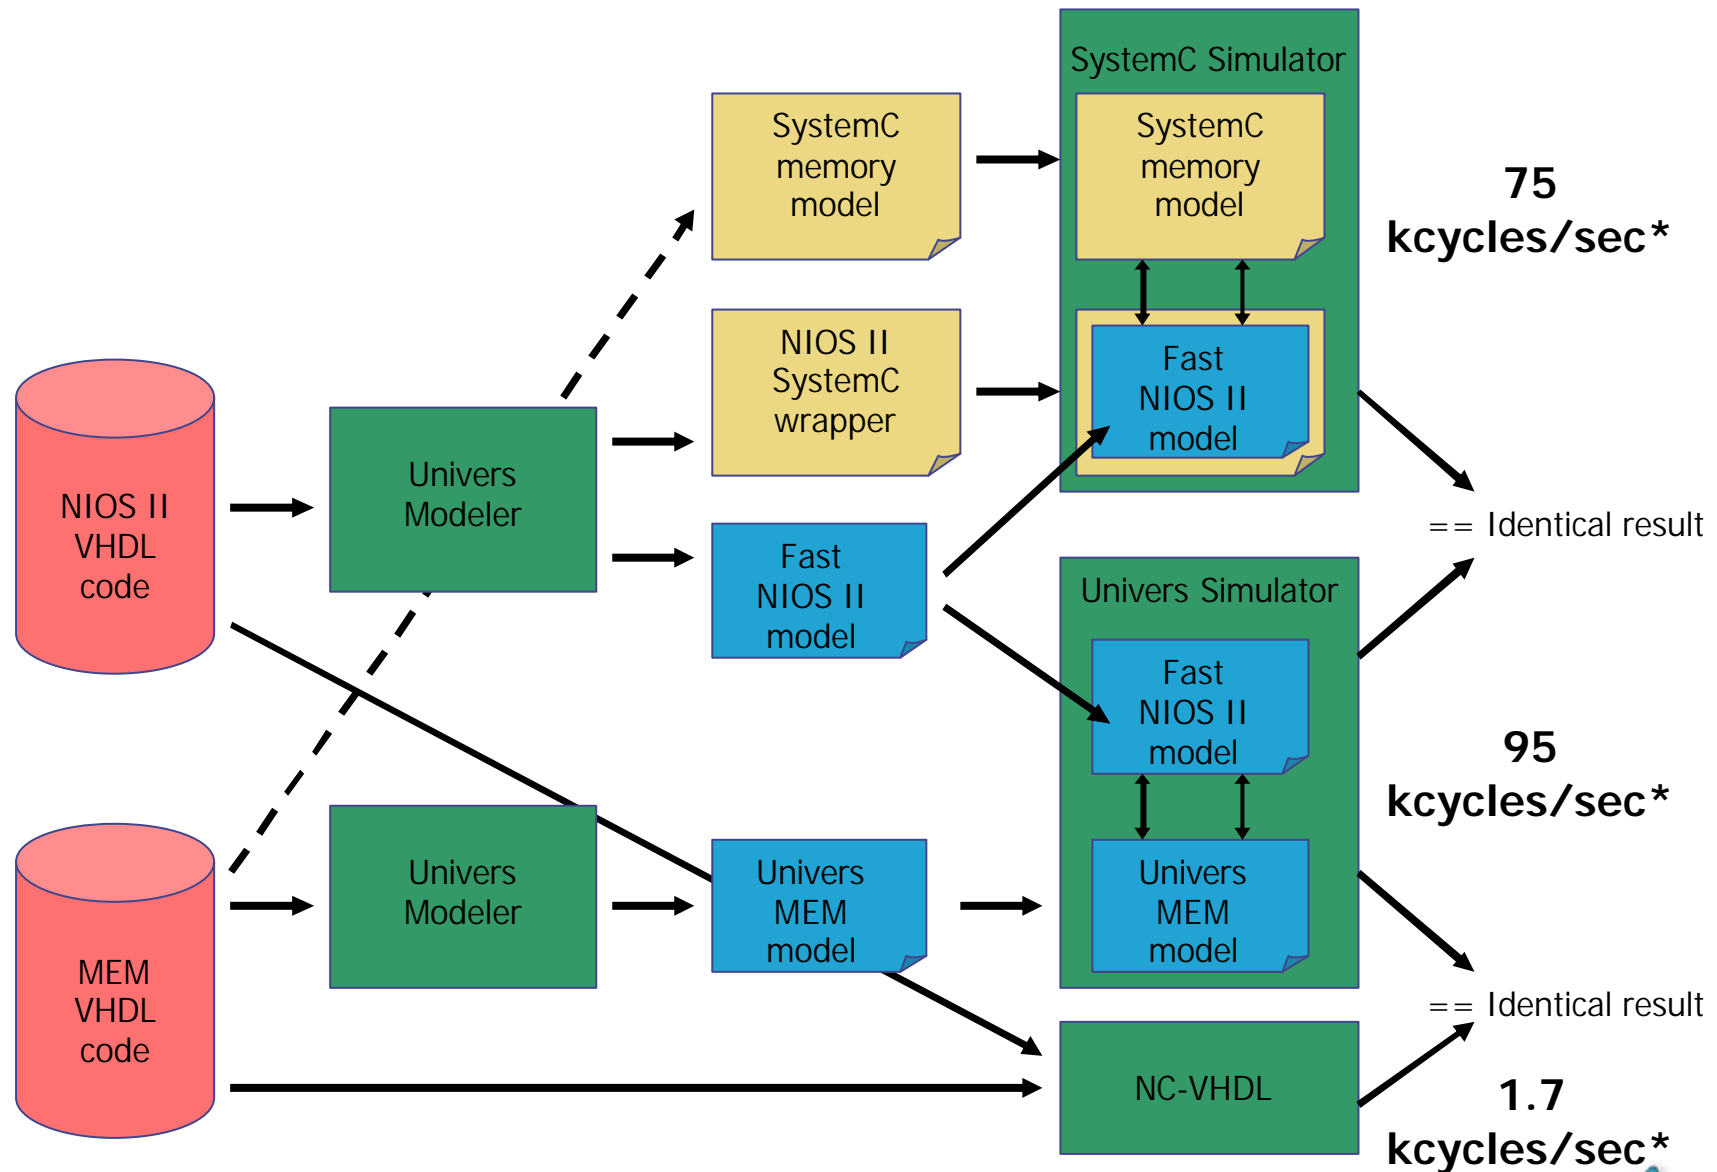 SystemC Simulator
SystemC
memory
model
SystemC
memory
model
75
kcycles/sec*
NIOS II
SystemC
wrapper
Fast
NIOS II
model
NIOS II
VHDL
code
Univers
Modeler
Fast
NIOS II
model
== Identical result
Univers Simulator
Fast
NIOS II
model
95
kcycles/sec*
MEM
VHDL
code
Univers
Modeler
Univers
MEM
model
Univers
MEM
model
== Identical result
NC-VHDL
1.7
kcycles/sec*